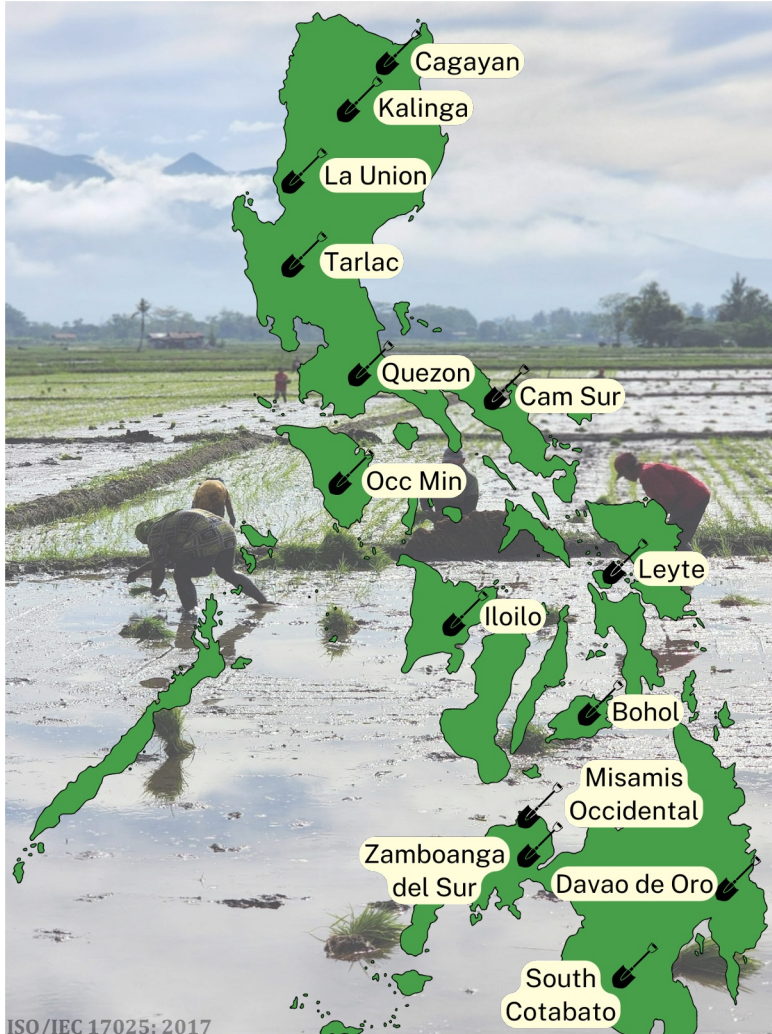 Cagayan
Kalinga
La Union
Tarlac
Quezon
Cam Sur
Occ Min
Leyte
Iloilo
Bohol
Misamis
Occidental
Zamboanga
del Sur
Davao de Oro
South
Cotabato
ISO/IEC 17025: 2017